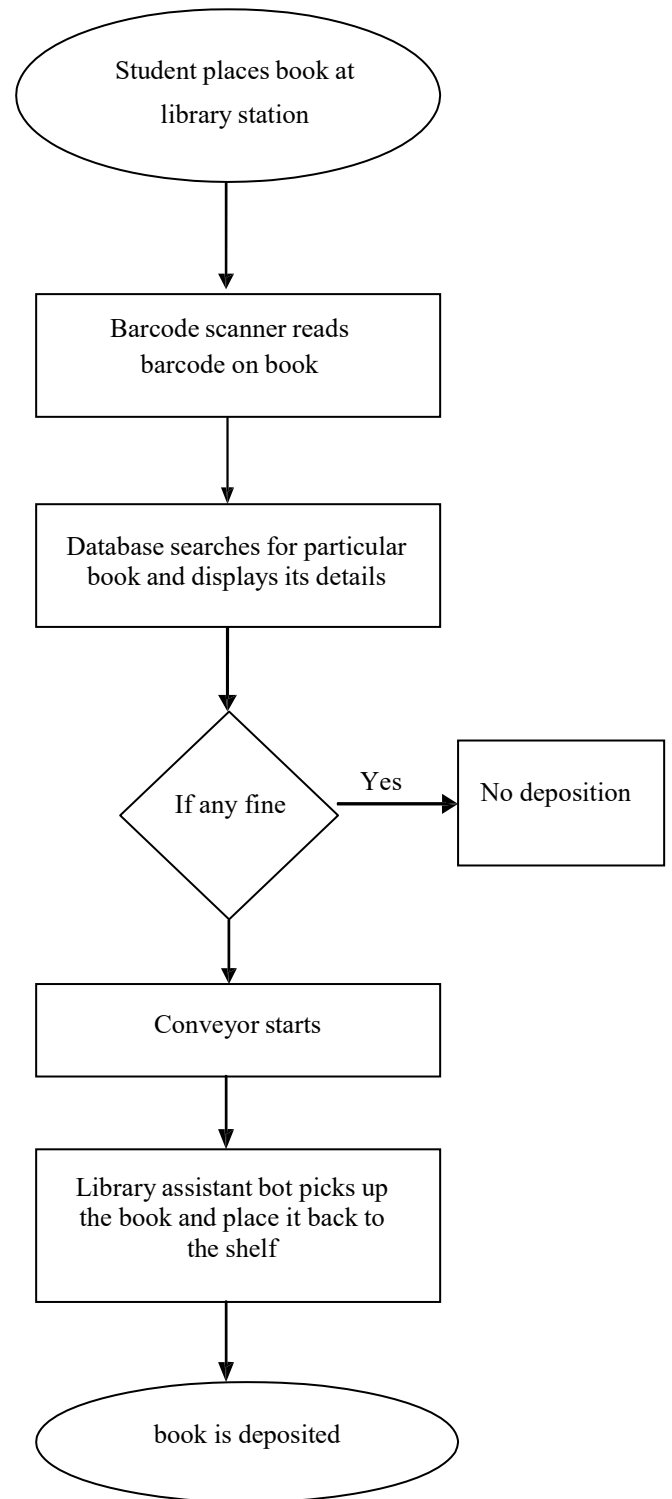 Student places book at
library station
Barcode scanner reads
barcode on book
Database searches for particular
book and displays its details
If any fine
Yes
No deposition
Conveyor starts
Library assistant bot picks up
the book and place it back to
the shelf
book is deposited